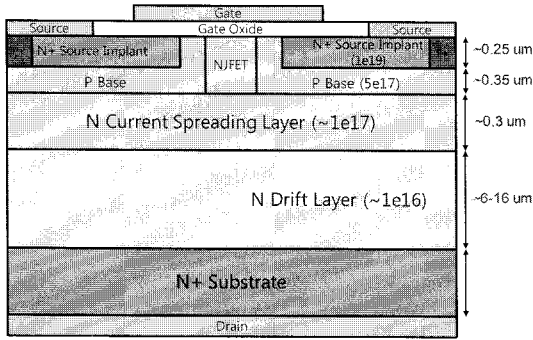 Gate
Source
Gate Oxide
Source
N+ Source Implant
NJFET
N+ Source Implant
(1e19)
~0.25 um
P Base
P Base (5e17)
~0.35 um
N Current Spreading Layer (~1e17)
~0.3 um
N Drift Layer (~1e16)
~6-16 um
N+ Substrate
Drain